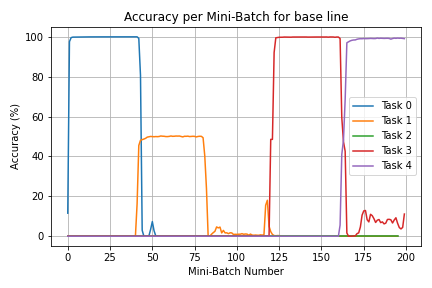 Accuracy per Mini-Batch for base line
Accuracy (%)
100
80
60
40
20
0
Task 0
Task 1
Task 2
Task 3
Task 4
0
25
50
75
100
125
150
175
200
Mini-Batch Number